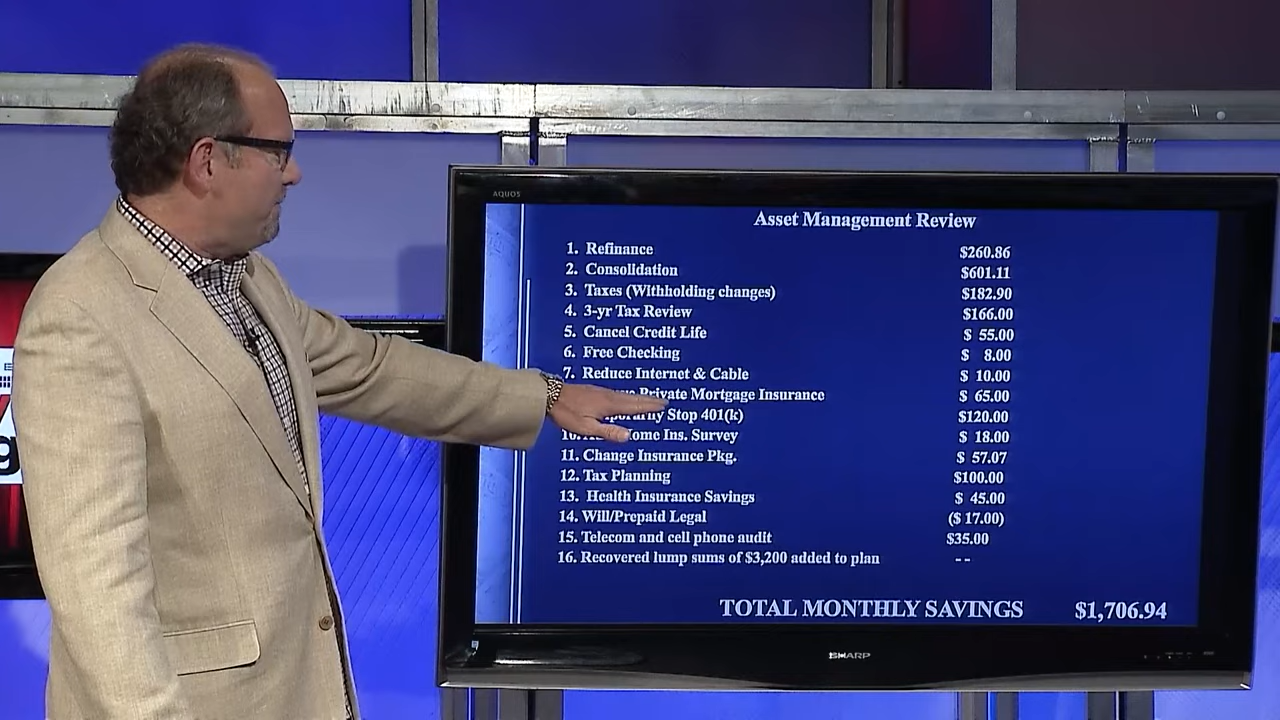 AQUOS
Asset Management Review
1. Refinance $260.86
2. Consolidation $601.11
3. Taxes (Withholding changes) $182.90
4. 3-yr Tax Review $166.00
5. Cancel Credit Life $ 55.00
6. Free Checking $ 8.00
7. Reduce Internet & Cable $ 10.00
Private Mortgage Insurance $ 65.00
Stop 401(k) $120.00
10. Home Ins. Survey $ 18.00
11. Change Insurance Pkg. $ 57.07
12. Tax Planning $100.00
13. Health Insurance Savings $ 45.00
14. Will/Prepaid Legal ($ 17.00)
15. Telecom and cell phone audit $35.00
16. Recovered lump sums of $3,200 added to plan --
TOTAL MONTHLY SAVINGS $1,706.94
SHARP